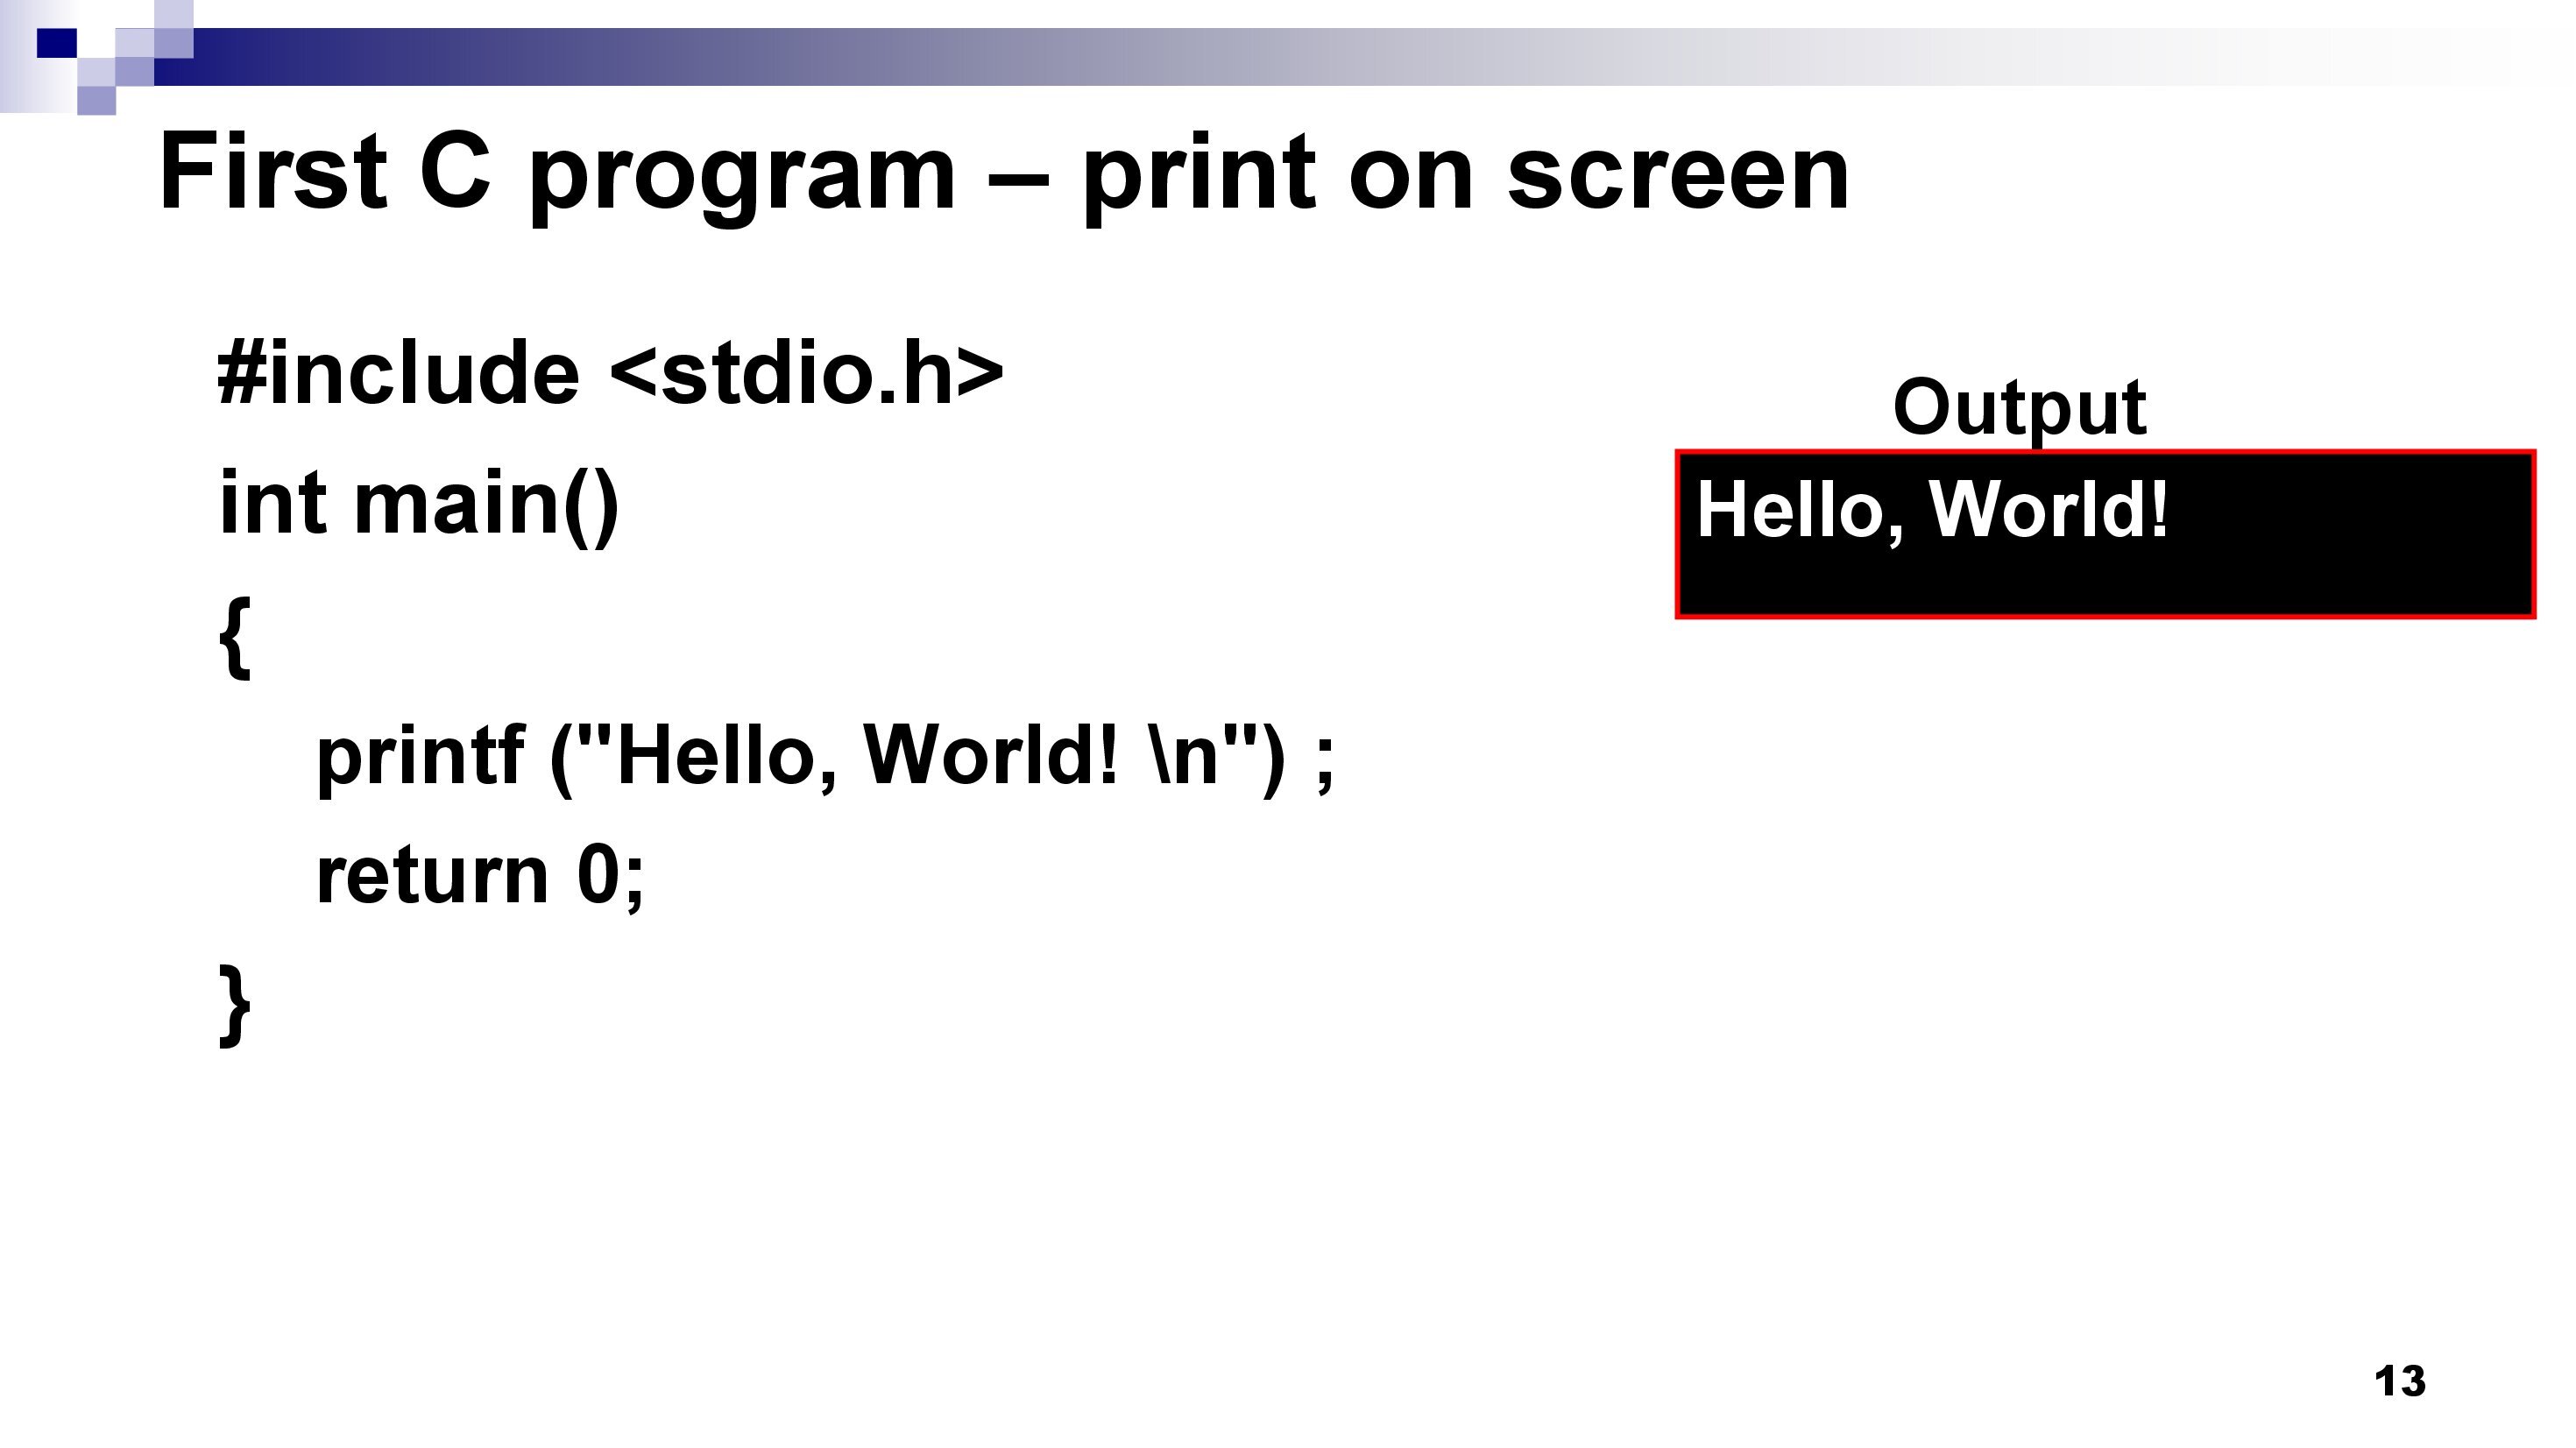 First C program – print on screen
#include <stdio.h>
int main()
{
printf ("Hello, World! \n") ;
return 0;
}
Output
Hello, World!
13